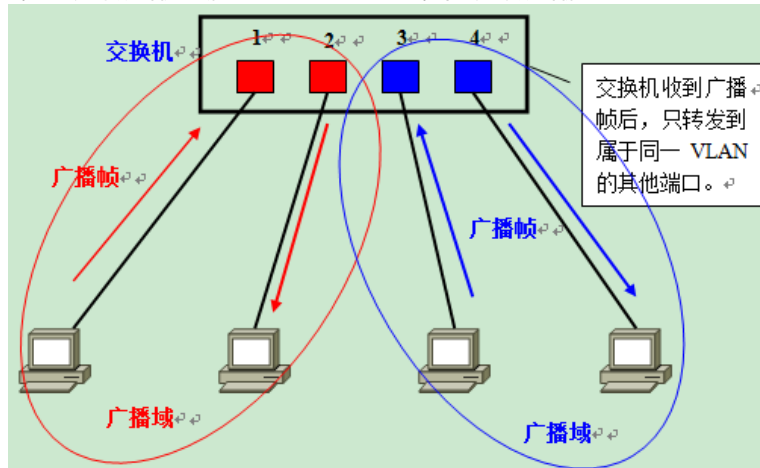 1 2 3 4
交换机
交换机收到广播
帧后，只转发到
属于同一 VLAN
的其他端口。
广播帧
广播帧
广播域
广播域